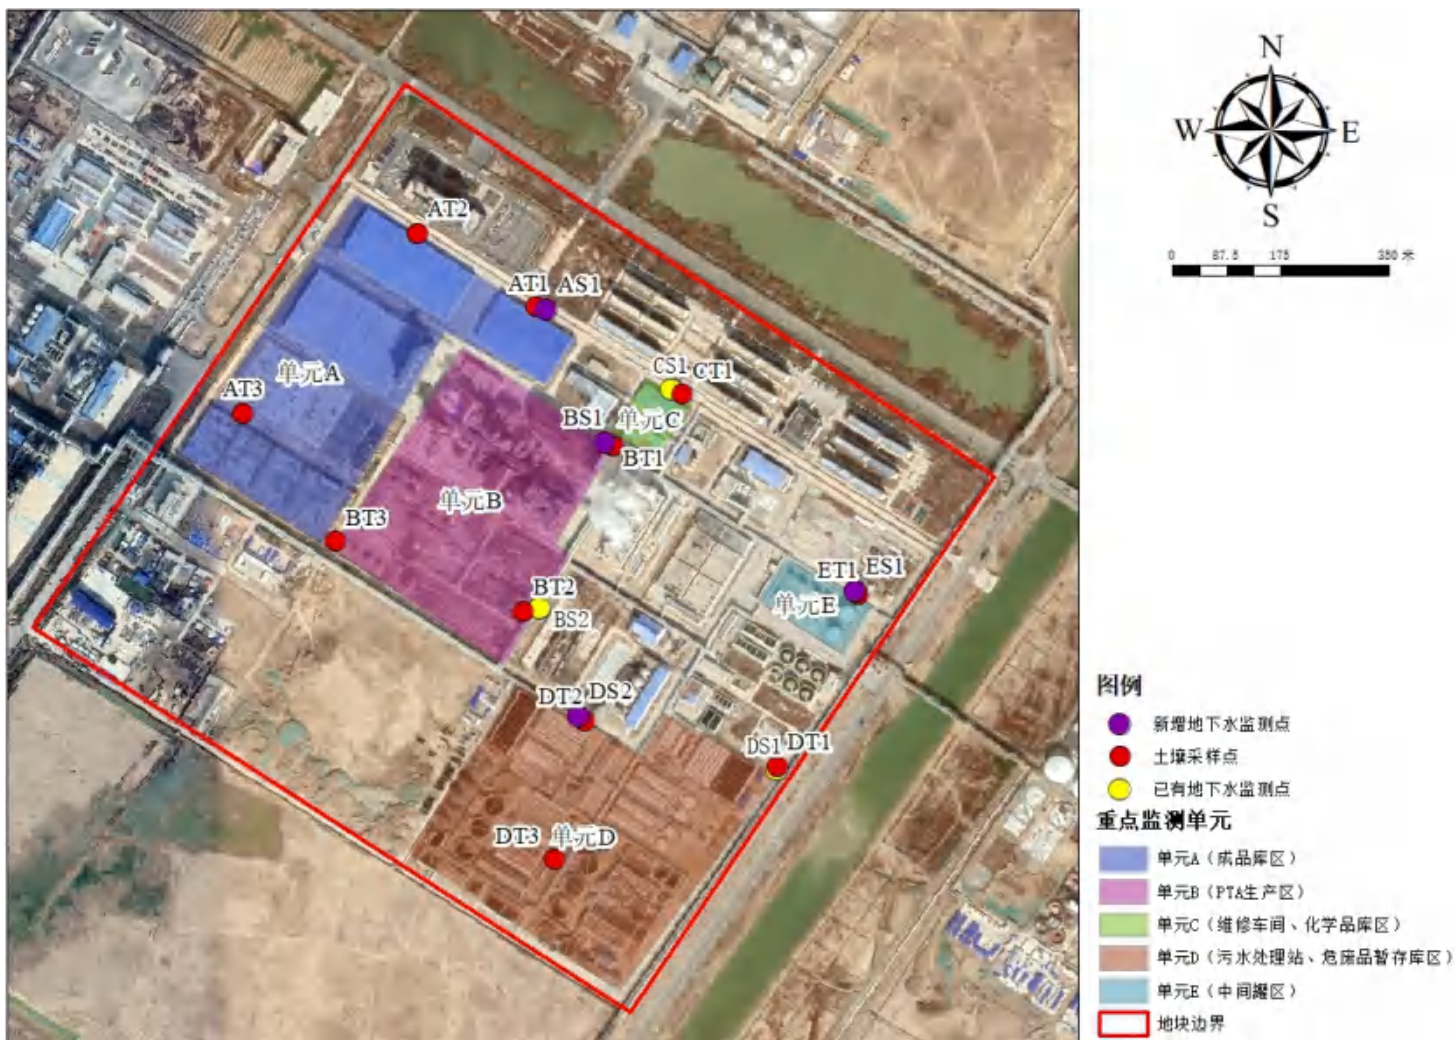 N
W E
S
0 87.5 175 350 米
AT2
AT1 AS1
单元A
AT3
CS1 CT1
单元C
BS1
BT1
单元B
BT3
BT2
BS2
ET1 ES1
单元E
DT2 DS2
DS1 DT1
DT3 单元D
图例
新增地下水监测点
土壤采样点
已有地下水监测点
重点监测单元
单元A（成品库区）
单元B（PTA生产区）
单元C（维修车间、化学品库区）
单元D（污水处理站、危废品暂存库区）
单元E（中间罐区）
地块边界